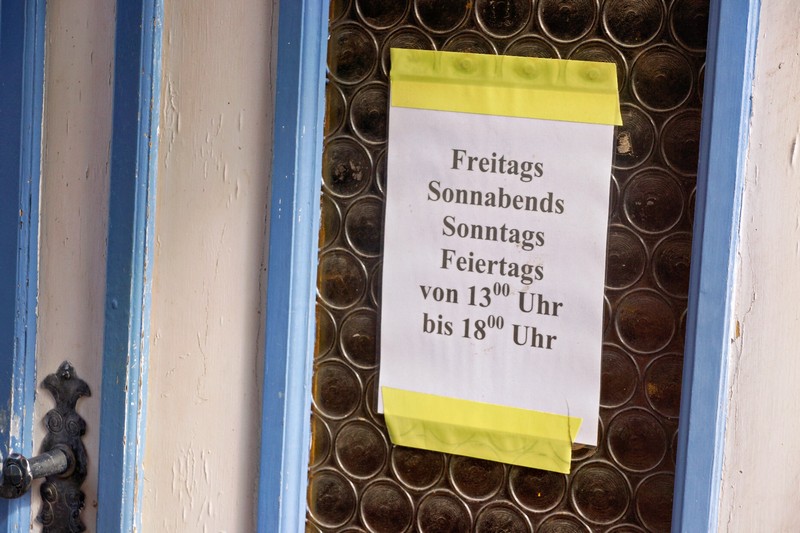 Freitags
Sonnabends
Sonntags
Feiertags
von 13⁰⁰ Uhr
bis 18⁰⁰ Uhr